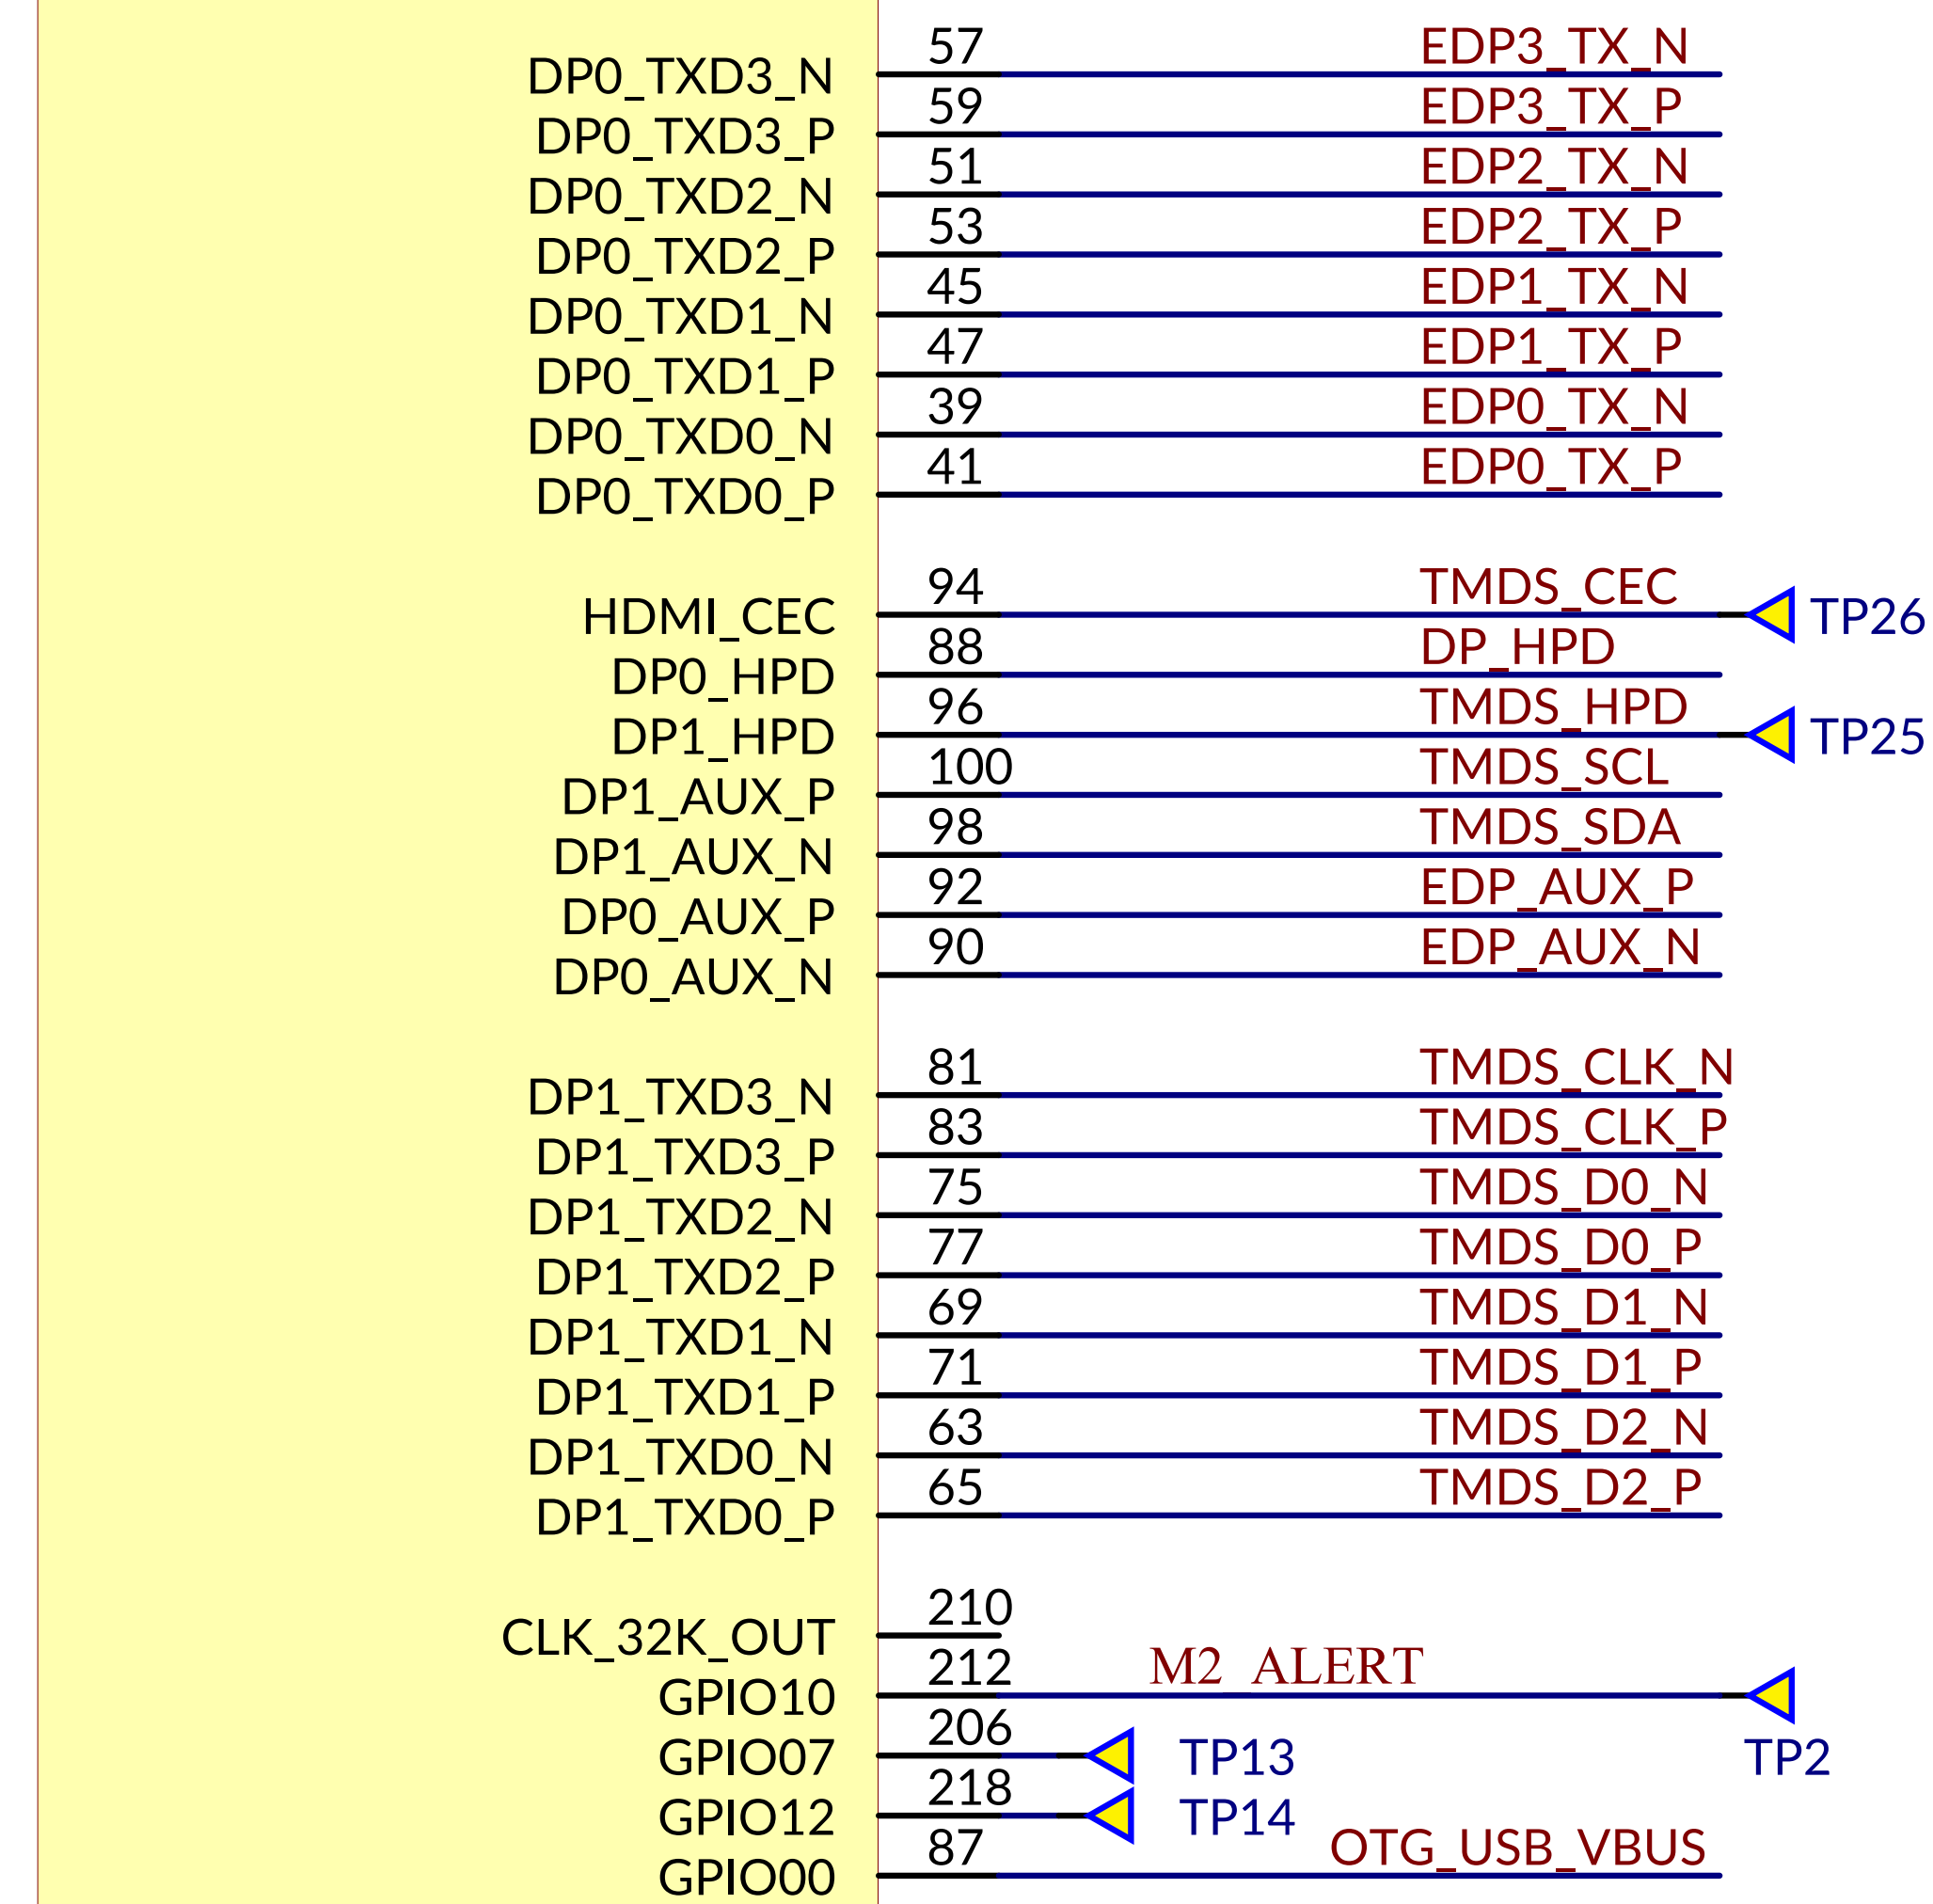 DP0_TXD3_N 57 EDP3_TX_N
DP0_TXD3_P 59 EDP3_TX_P
DP0_TXD2_N 51 EDP2_TX_N
DP0_TXD2_P 53 EDP2_TX_P
DP0_TXD1_N 45 EDP1_TX_N
DP0_TXD1_P 47 EDP1_TX_P
DP0_TXD0_N 39 EDP0_TX_N
DP0_TXD0_P 41 EDP0_TX_P
HDMI_CEC 94 TMDS_CEC TP26
DP0_HPD 88 DP_HPD
DP1_HPD 96 TMDS_HPD TP25
DP1_AUX_P 100 TMDS_SCL
DP1_AUX_N 98 TMDS_SDA
DP0_AUX_P 92 EDP_AUX_P
DP0_AUX_N 90 EDP_AUX_N
DP1_TXD3_N 81 TMDS_CLK_N
DP1_TXD3_P 83 TMDS_CLK_P
DP1_TXD2_N 75 TMDS_D0_N
DP1_TXD2_P 77 TMDS_D0_P
DP1_TXD1_N 69 TMDS_D1_N
DP1_TXD1_P 71 TMDS_D1_P
DP1_TXD0_N 63 TMDS_D2_N
DP1_TXD0_P 65 TMDS_D2_P
CLK_32K_OUT 210
GPIO10 212 M2_ALERT
GPIO07 206 TP13 TP2
GPIO12 218 TP14
GPIO00 87 OTG_USB_VBUS